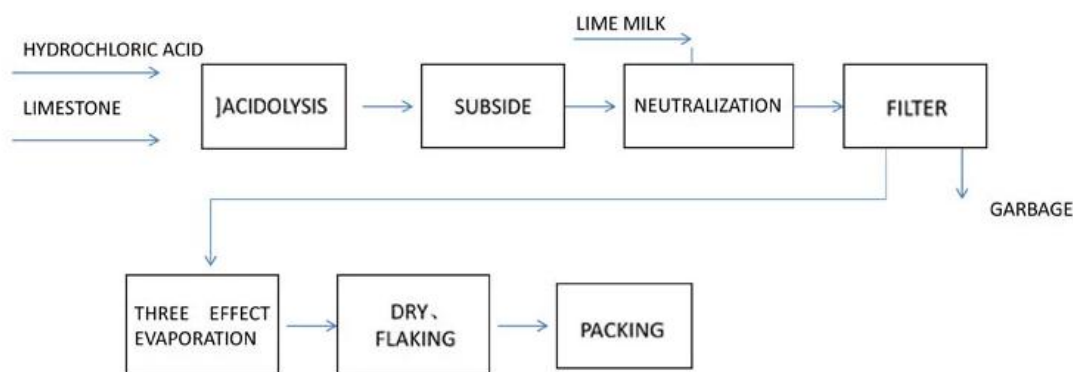 LIME MILK
HYDROCHLORIC ACID
LIMESTONE
]ACIDOLYSIS
SUBSIDE
NEUTRALIZATION
FILTER
GARBAGE
THREE EFFECT
EVAPORATION
DRY、
FLAKING
PACKING